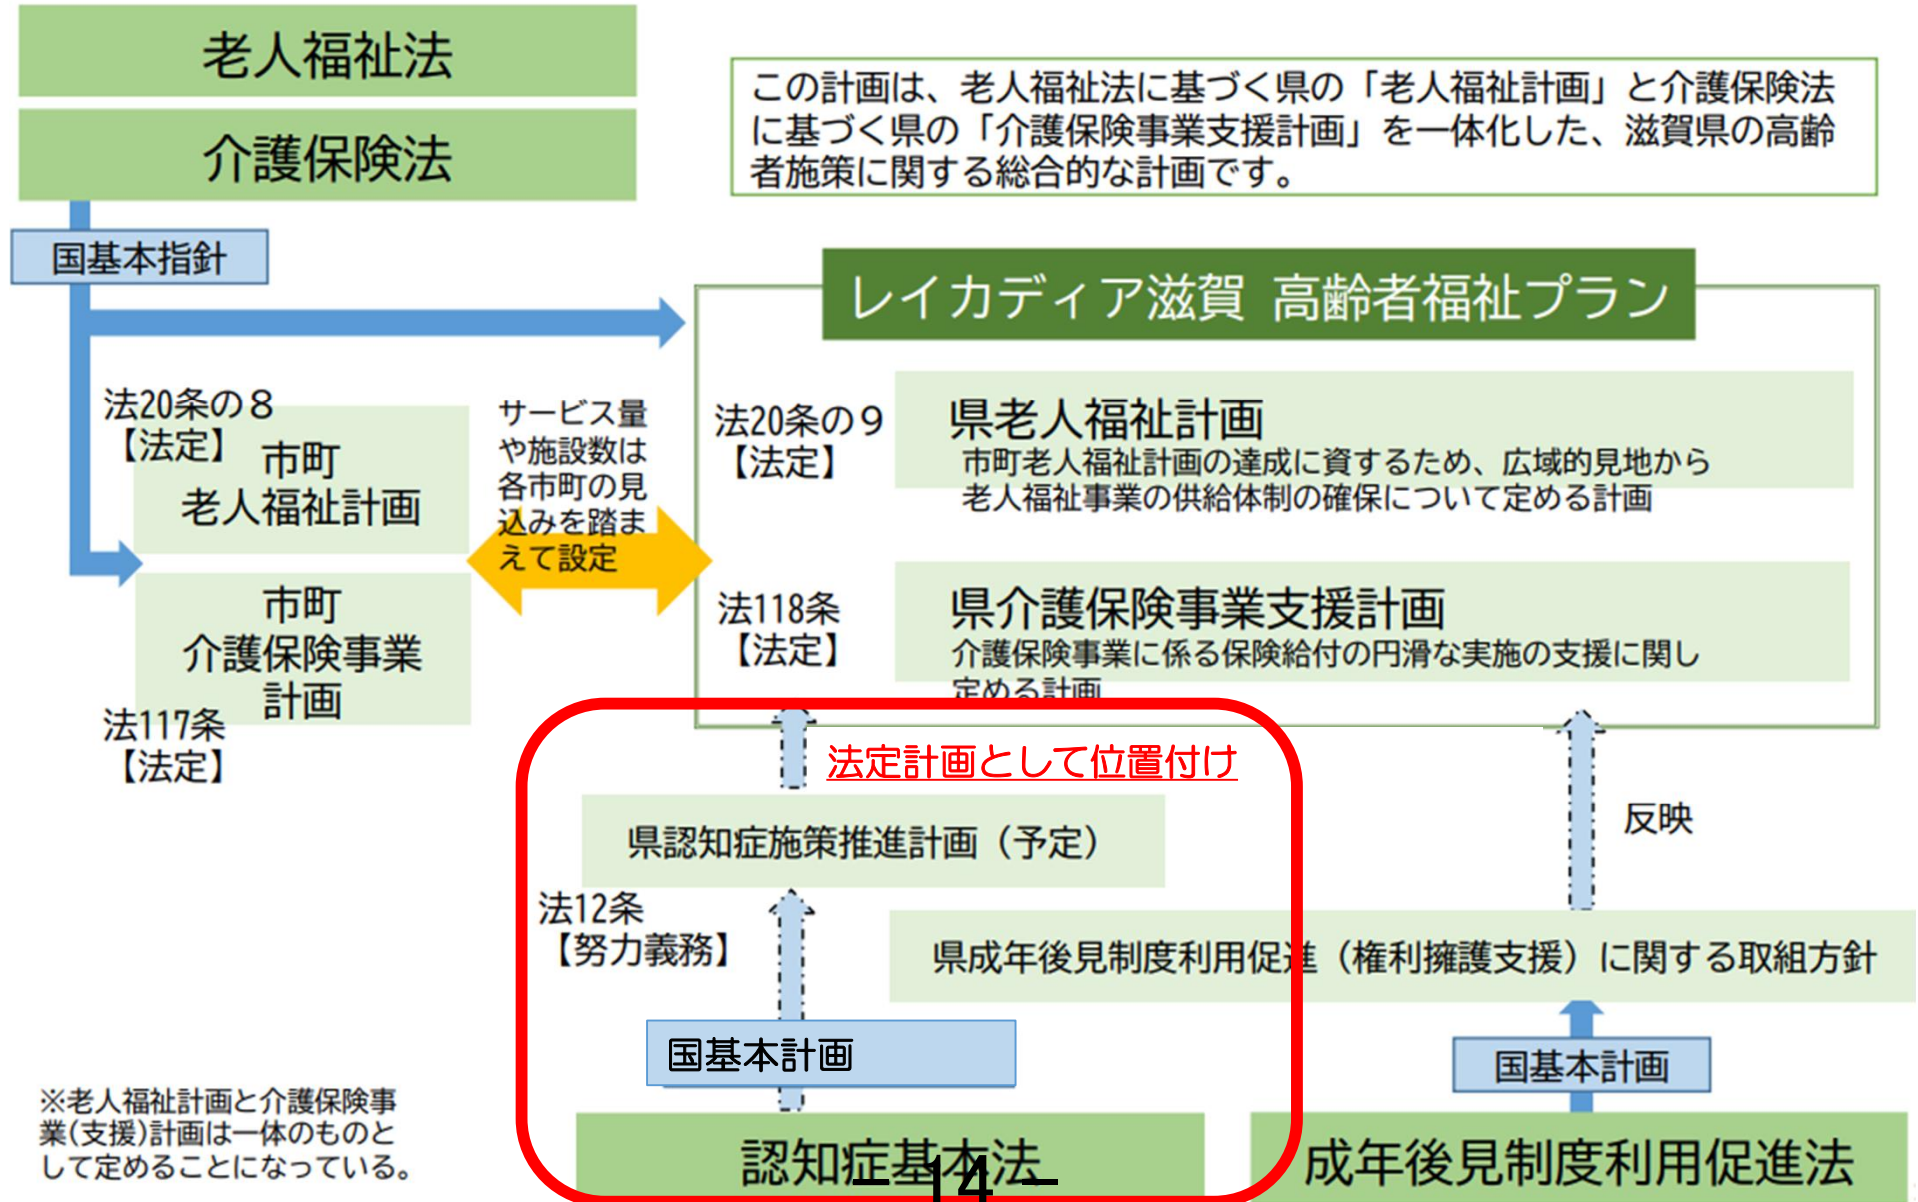 老人福祉法
介護保険法
この計画は、老人福祉法に基づく県の「老人福祉計画」と介護保険法
に基づく県の「介護保険事業支援計画」を一体化した、滋賀県の高齢
者施策に関する総合的な計画です。
国基本指針
レイカディア滋賀 高齢者福祉プラン
法20条の８
【法定】
市町
老人福祉計画
サービス量
や施設数は
各市町の見
込みを踏ま
えて設定
法20条の９
【法定】
県老人福祉計画
市町老人福祉計画の達成に資するため、広域的見地から
老人福祉事業の供給体制の確保について定める計画
市町
介護保険事業
計画
法117条
【法定】
法118条
【法定】
県介護保険事業支援計画
介護保険事業に係る保険給付の円滑な実施の支援に関し
定める計画
法定計画として位置付け
県認知症施策推進計画（予定）
反映
法12条
【努力義務】
県成年後見制度利用促進（権利擁護支援）に関する取組方針
国基本計画
国基本計画
※老人福祉計画と介護保険事
業(支援)計画は一体のものと
して定めることになっている。
認知症基本法
成年後見制度利用促進法
― 14 ―